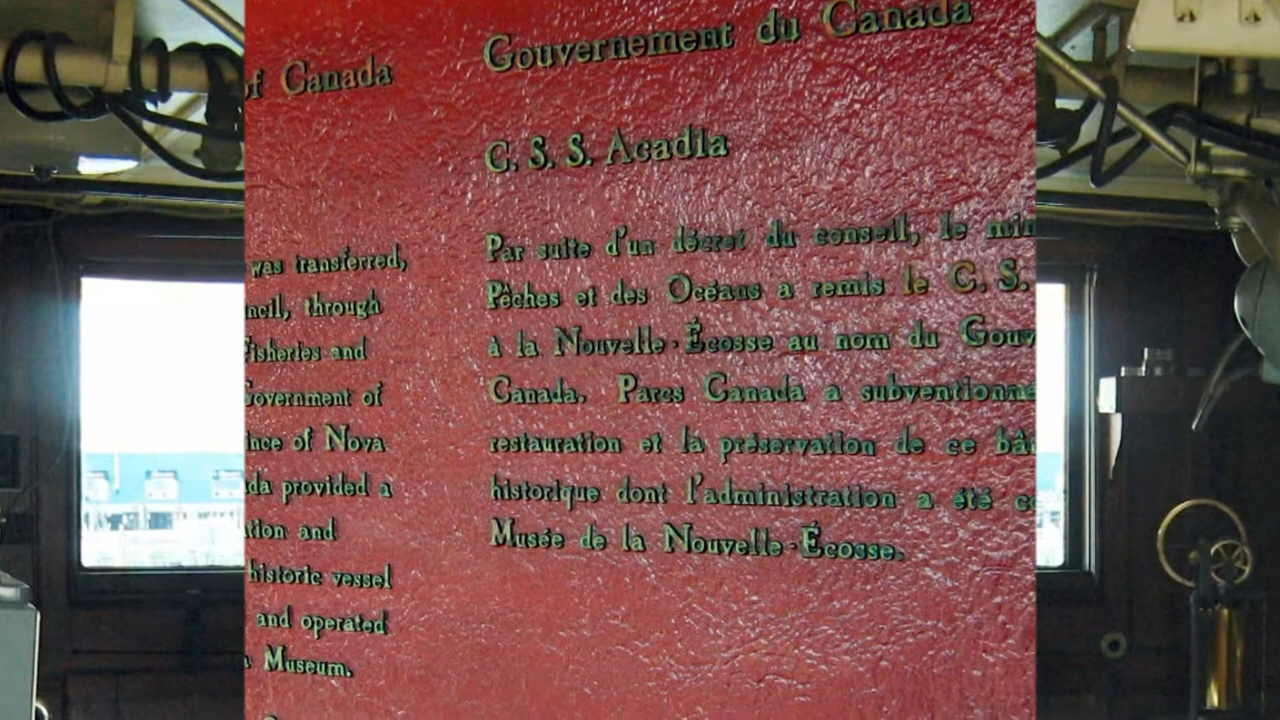 of Canada
was transferred,
ncil, through
Fisheries and
Government of
nce of Nova
da provided a
tion and
historic vessel
and operated
Museum.
Gouvernement du Canada
C. S. S. Acadia
Par suite d'un décret du conseil, le min
Pêches et des Océans a remis le C. S.
à la Nouvelle-Écosse au nom du Gouv
Canada. Parcs Canada a subventionné
restauration et la préservation de ce bât
historique dont l'administration a été co
Musée de la Nouvelle-Écosse.